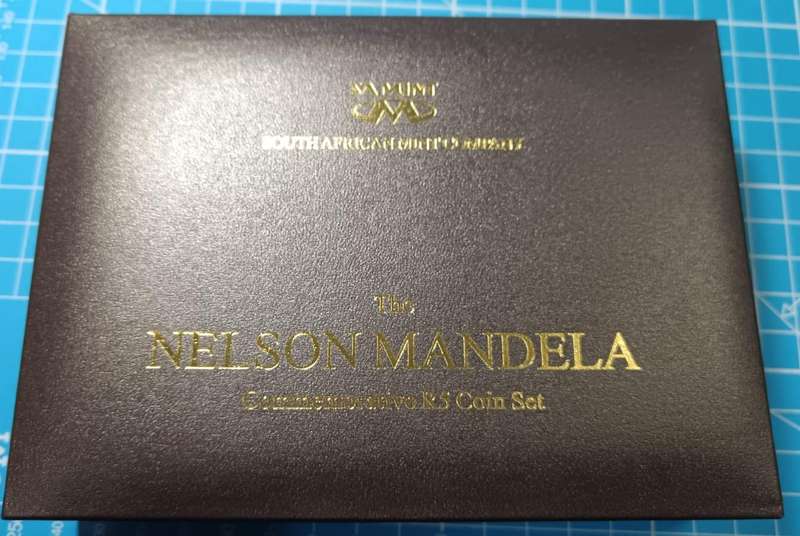 SA MINT
SOUTH AFRICAN MINT COMPANY
The
NELSON MANDELA
Commemorative R5 Coin Set